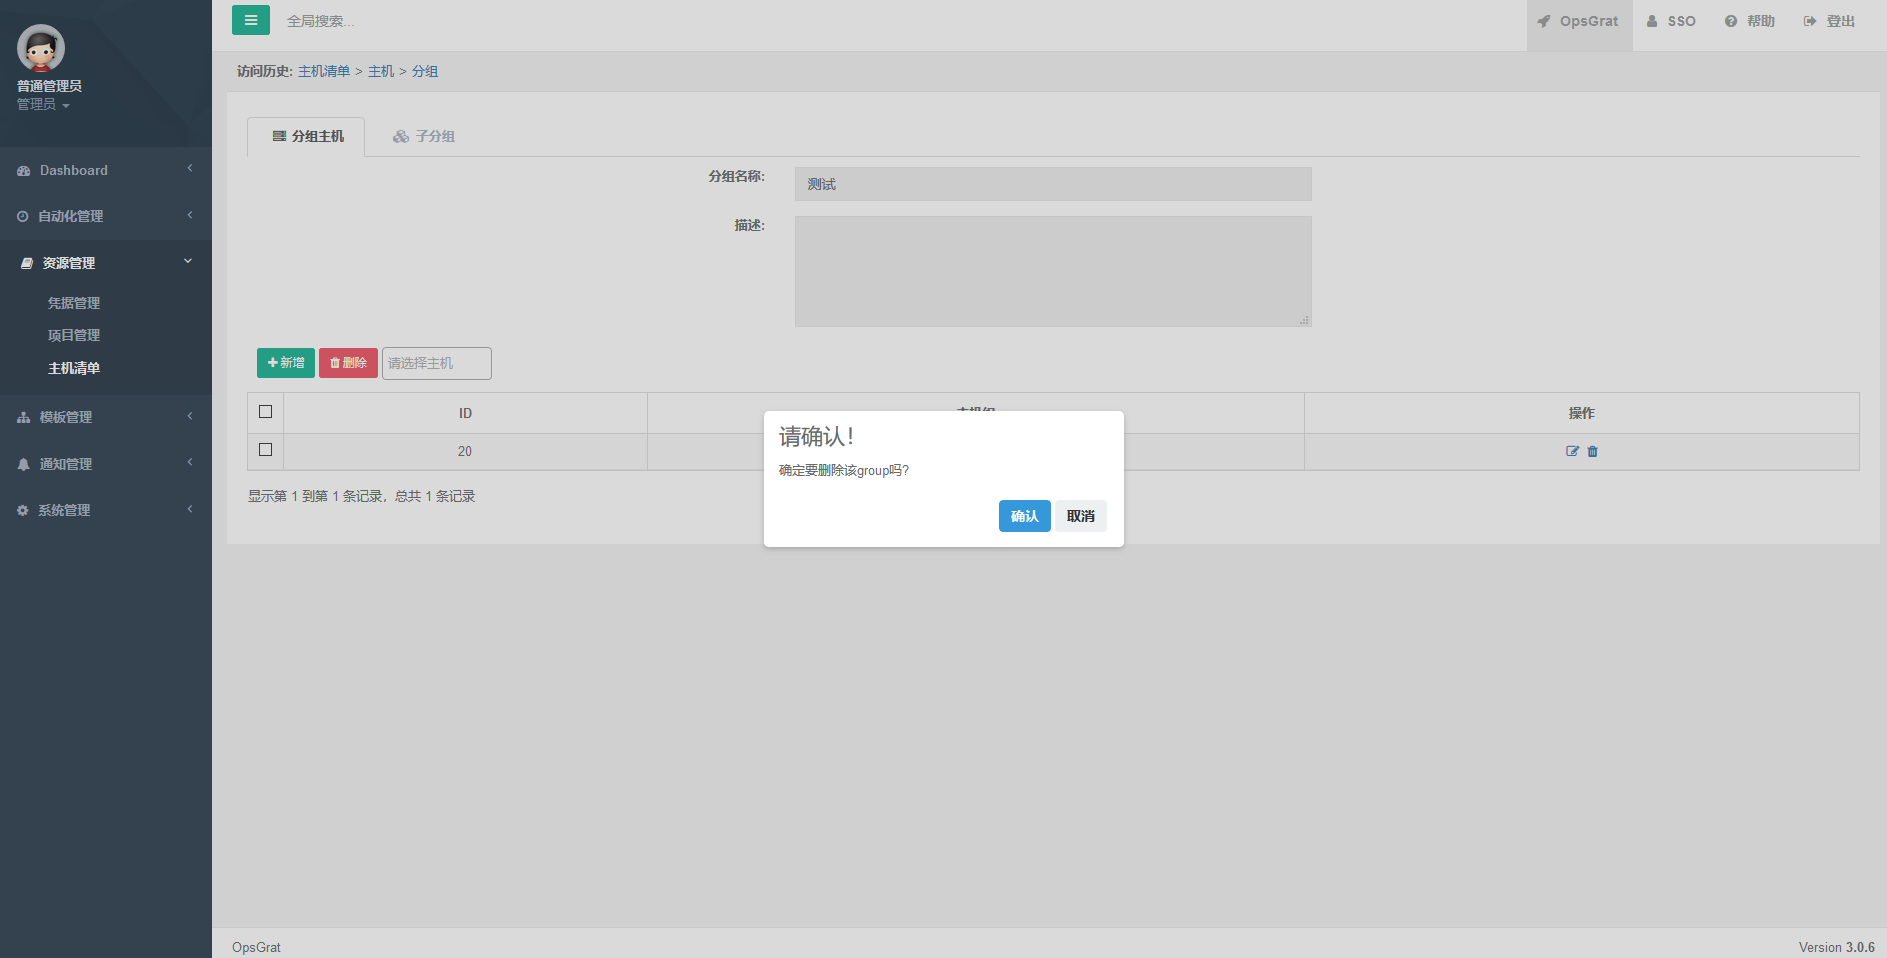 普通管理员
管理员
Dashboard
自动化管理
资源管理
凭据管理
项目管理
主机清单
模板管理
通知管理
系统管理
全局搜索...
OpsGrat
SSO
帮助
登出
访问历史: 主机清单 > 主机 > 分组
分组主机
子分组
分组名称:
测试
描述:
新增
删除
请选择主机
ID
操作
20
显示第 1 到第 1 条记录，总共 1 条记录
请确认！
确定要删除该group吗?
确认
取消
OpsGrat
Version 3.0.6